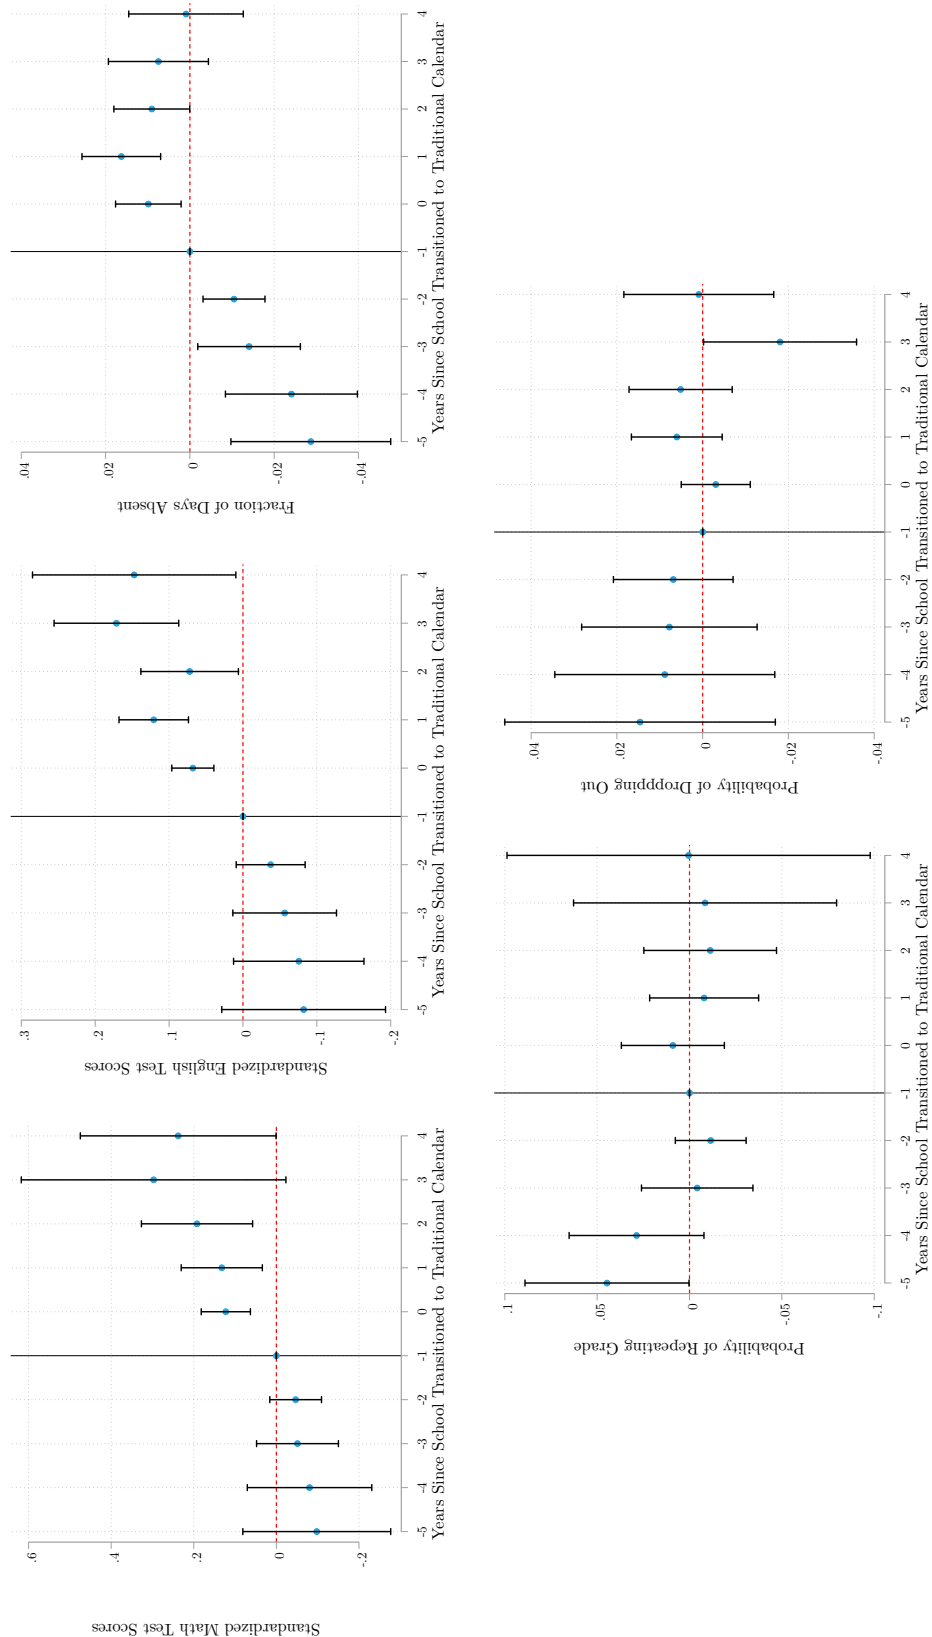 Standardized Math Test Scores
.6
.4
.2
0
-.2
-5 -4 -3 -2 -1 0 1 2 3 4
Years Since School Transitioned to Traditional Calendar
Standardized English Test Scores
.3
.2
.1
0
-.1
-.2
-5 -4 -3 -2 -1 0 1 2 3 4
Years Since School Transitioned to Traditional Calendar
Fraction of Days Absent
.04
.02
0
-.02
-.04
-5 -4 -3 -2 -1 0 1 2 3 4
Years Since School Transitioned to Traditional Calendar
Probability of Repeating Grade
.1
.05
0
-.05
-.1
-5 -4 -3 -2 -1 0 1 2 3 4
Years Since School Transitioned to Traditional Calendar
Probability of Droppping Out
.04
.02
0
-.02
-.04
-5 -4 -3 -2 -1 0 1 2 3 4
Years Since School Transitioned to Traditional Calendar